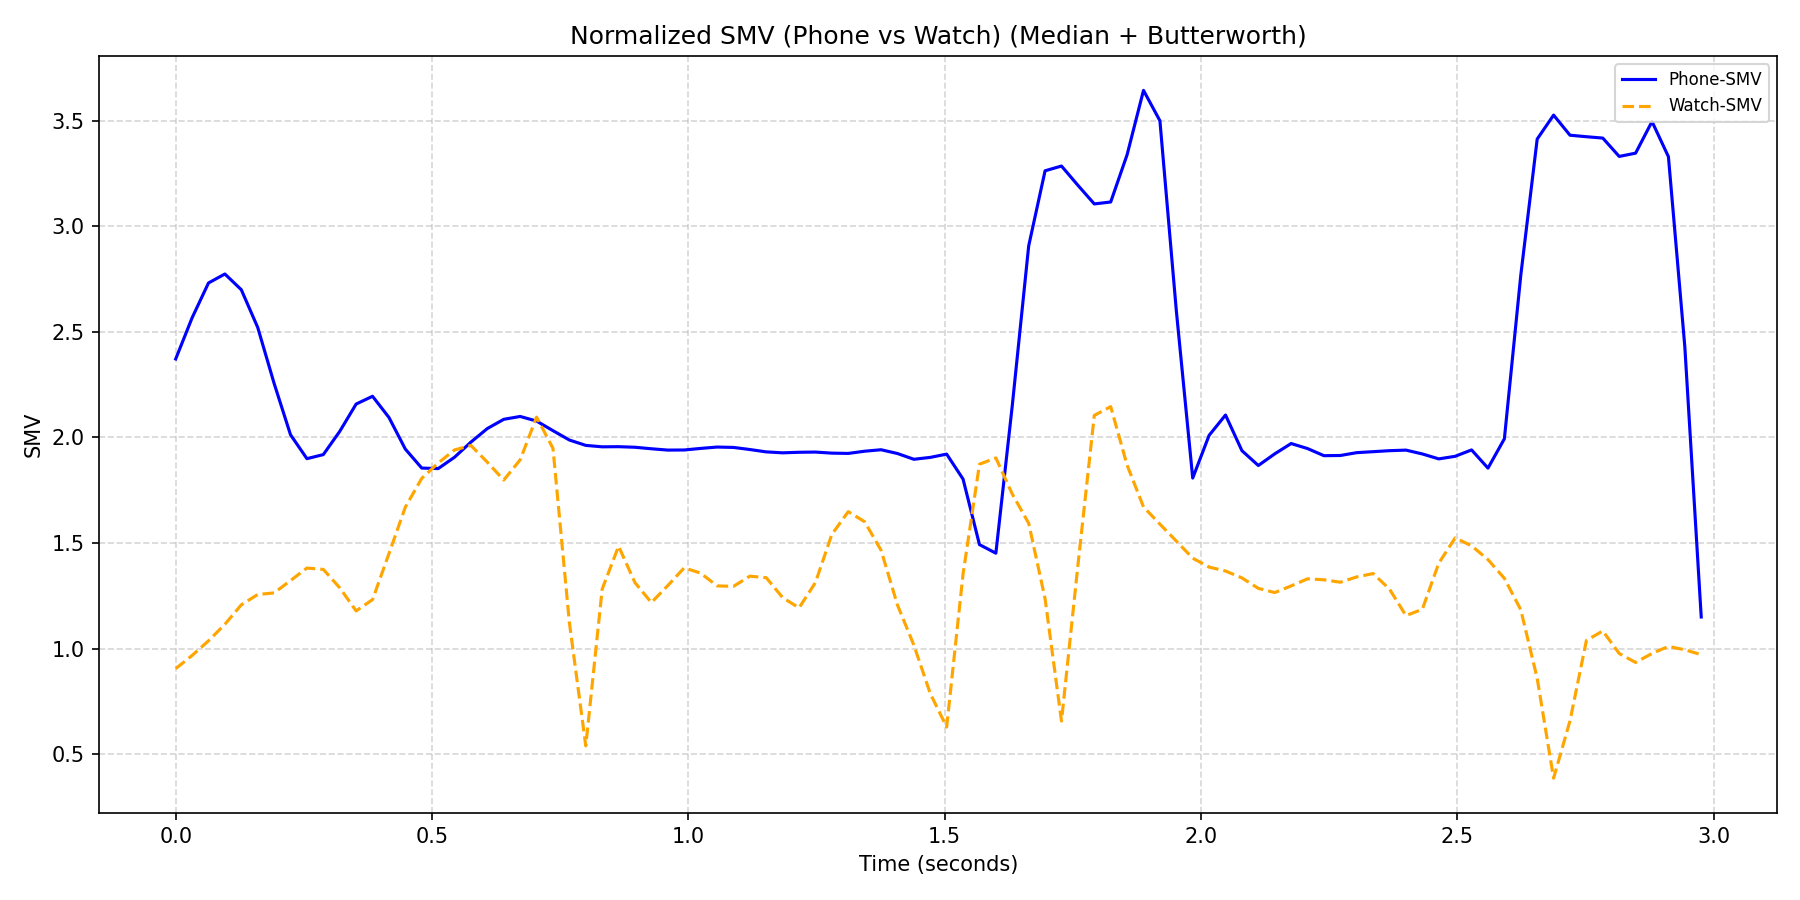 Normalized SMV (Phone vs Watch) (Median + Butterworth)
Phone-SMV
Watch-SMV
3.5
3.0
2.5
2.0
1.5
1.0
0.5
SMV
0.0 0.5 1.0 1.5 2.0 2.5 3.0
Time (seconds)